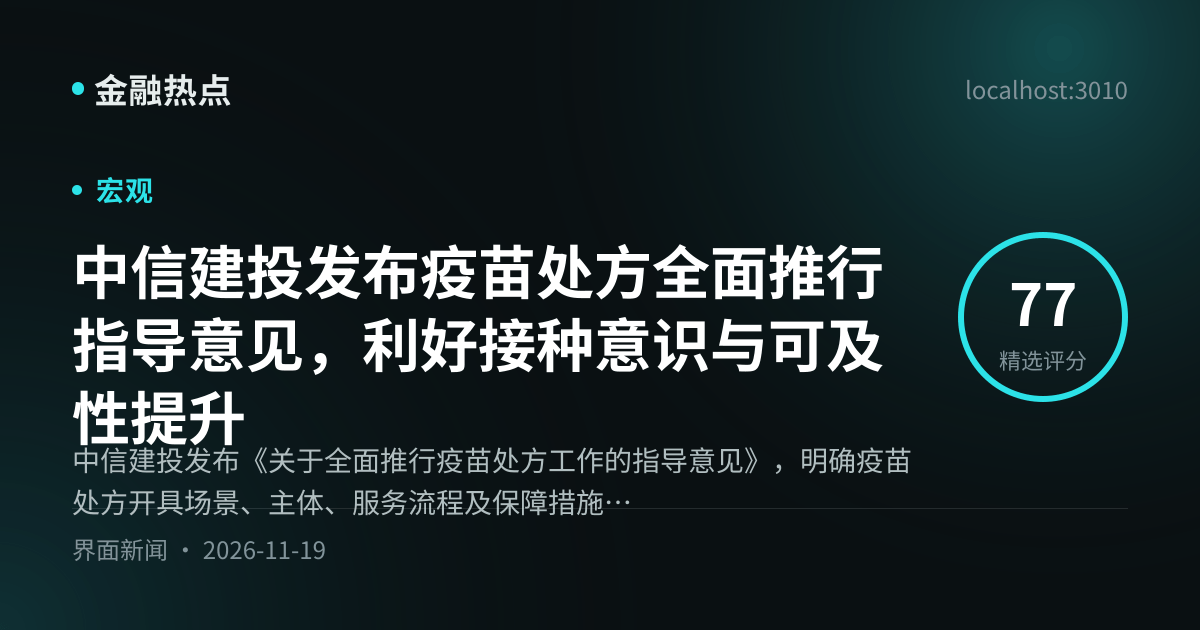 金融热点
localhost:3010
宏观
中信建投发布疫苗处方全面推行
指导意见，利好接种意识与可及
性提升
77
精选评分
中信建投发布《关于全面推行疫苗处方工作的指导意见》，明确疫苗
处方开具场景、主体、服务流程及保障措施…
界面新闻 • 2026-11-19